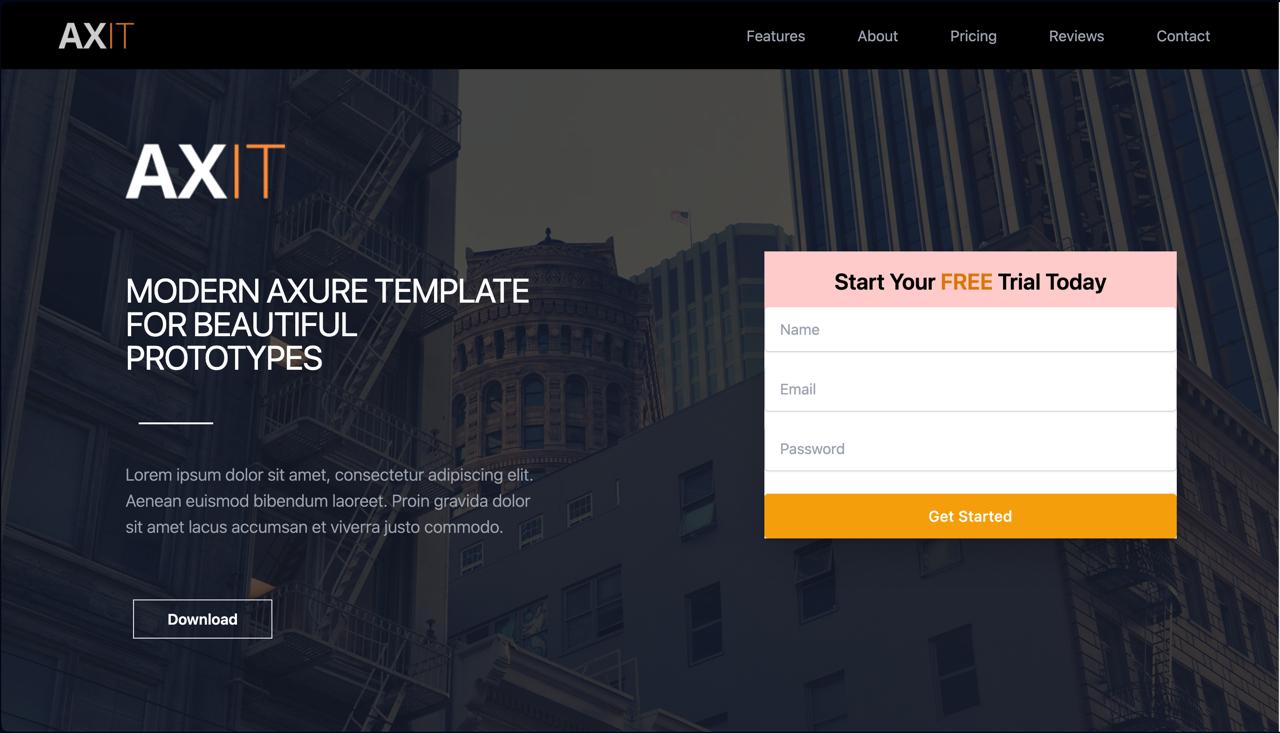 AXIT
Features
About
Pricing
Reviews
Contact
AXIT
MODERN AXURE TEMPLATE
FOR BEAUTIFUL
PROTOTYPES
Lorem ipsum dolor sit amet, consectetur adipiscing elit.
Aenean euismod bibendum laoreet. Proin gravida dolor
sit amet lacus accumsan et viverra justo commodo.
Download
Start Your FREE Trial Today
Name
Email
Password
Get Started